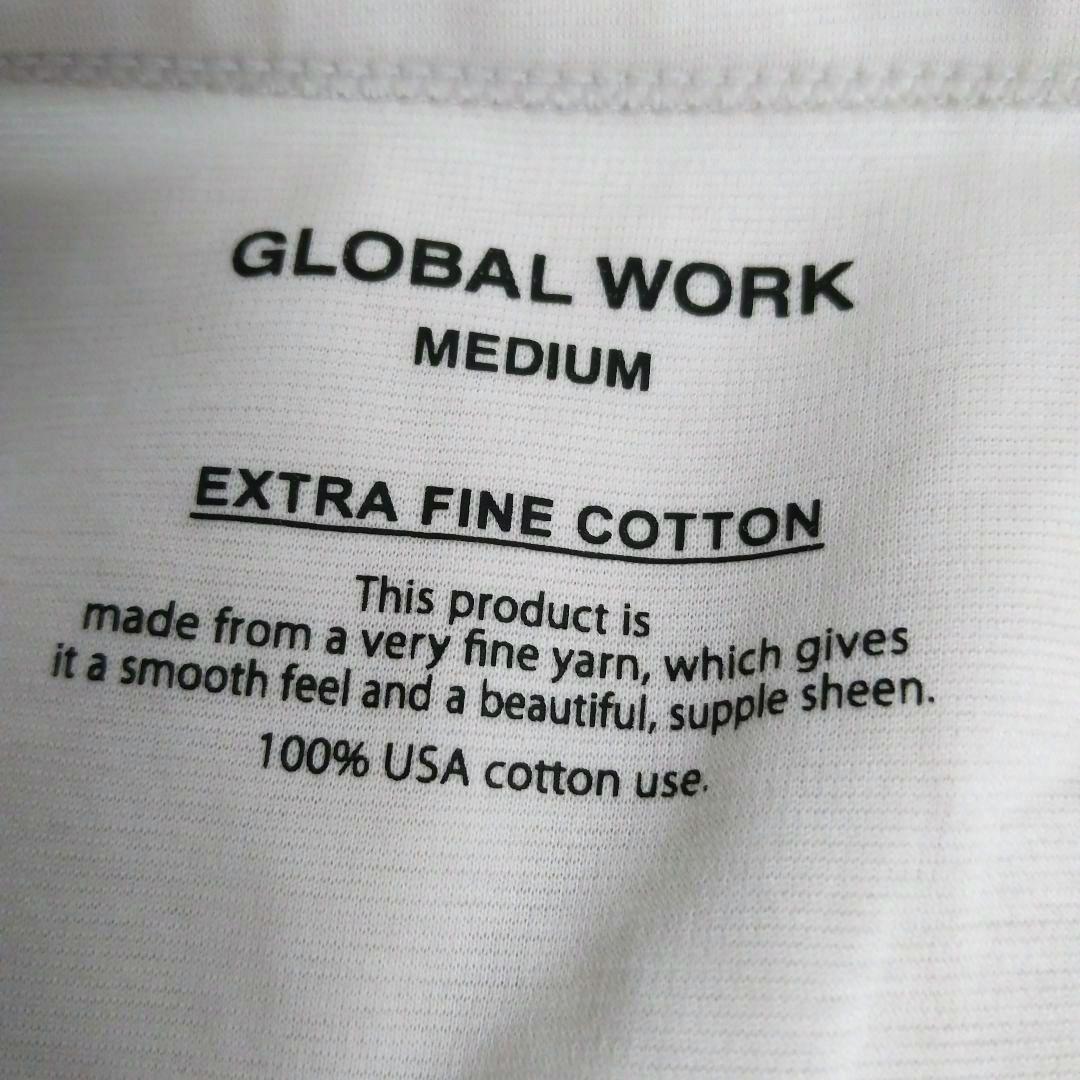 GLOBAL WORK
MEDIUM
EXTRA FINE COTTON
This product is
made from a very fine yarn, which gives
it a smooth feel and a beautiful, supple sheen.
100% USA cotton use.